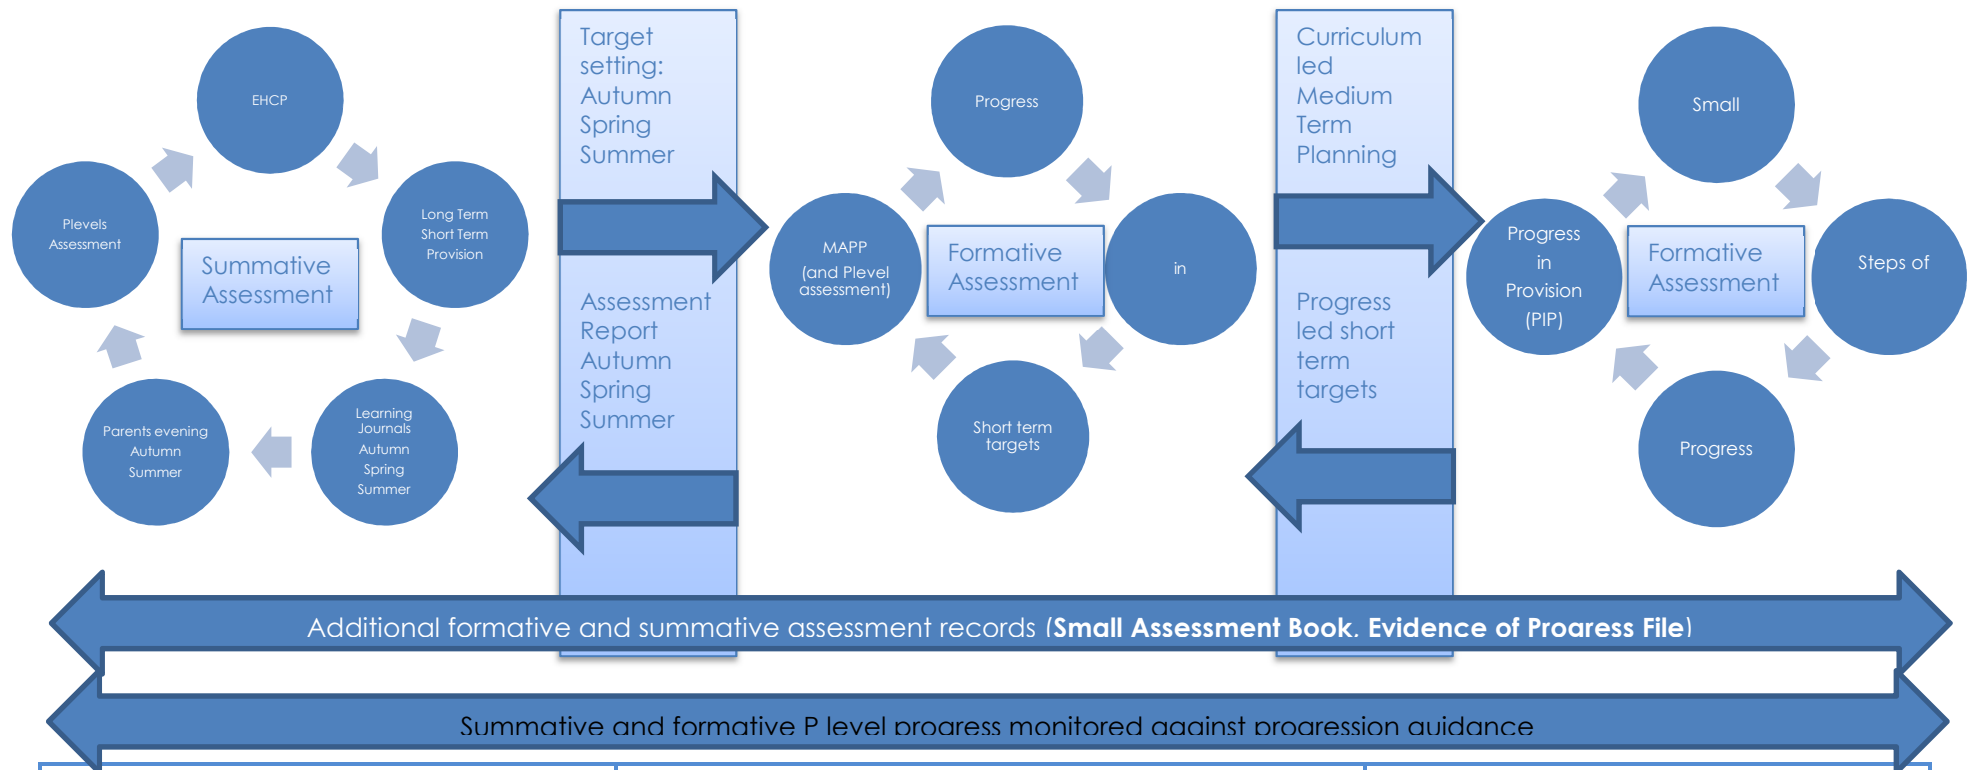 EHCP
Long Term
Short Term
Provision
Learning
Journals
Autumn
Spring
Summer
Parents evening
Autumn
Summer
Plevels
Assessment
Summative
Assessment
Target
setting:
Autumn
Spring
Summer
Assessment
Report
Autumn
Spring
Summer
Progress
in
Short term
targets
MAPP
(and Plevel
assessment)
Formative
Assessment
Curriculum
led
Medium
Term
Planning
Progress
led short
term
targets
Small
Steps of
Progress
Progress
in
Provision
(PIP)
Formative
Assessment
Additional formative and summative assessment records (Small Assessment Book, Evidence of Progress File)
Summative and formative P level progress monitored against progression guidance